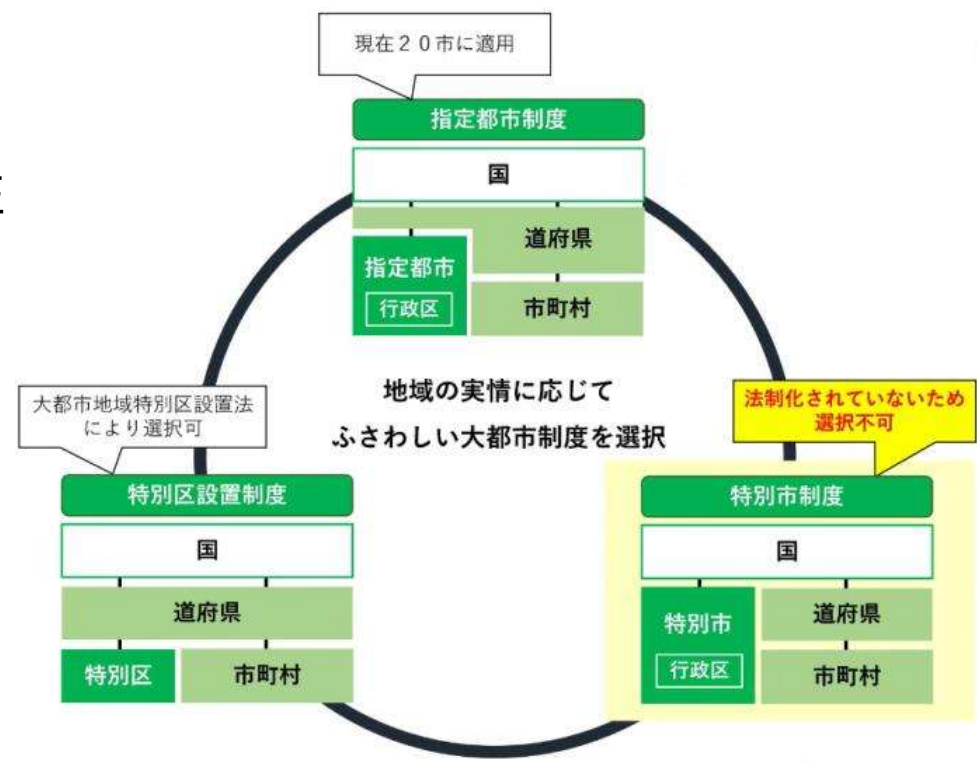 現在２０市に適用
指定都市制度
国
道府県
指定都市
行政区
市町村
地域の実情に応じて
ふさわしい大都市制度を選択
大都市地域特別区設置法
により選択可
特別区設置制度
国
道府県
特別区
市町村
法制化されていないため
選択不可
特別市制度
国
特別市
行政区
道府県
市町村